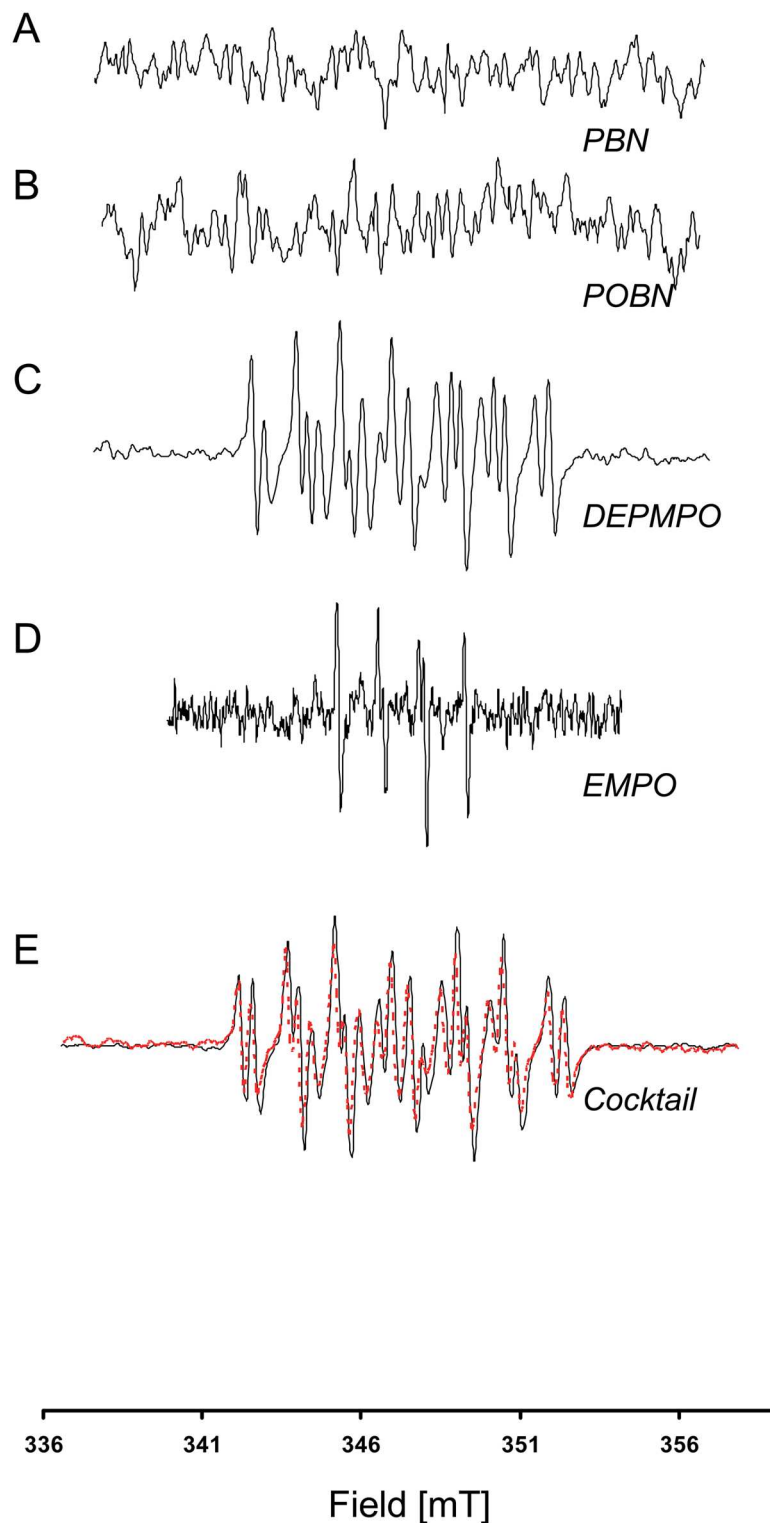 A
PBN
B
POBN
C
DEPMPO
D
EMPO
E
Cocktail
336 341 346 351 356
Field [mT]